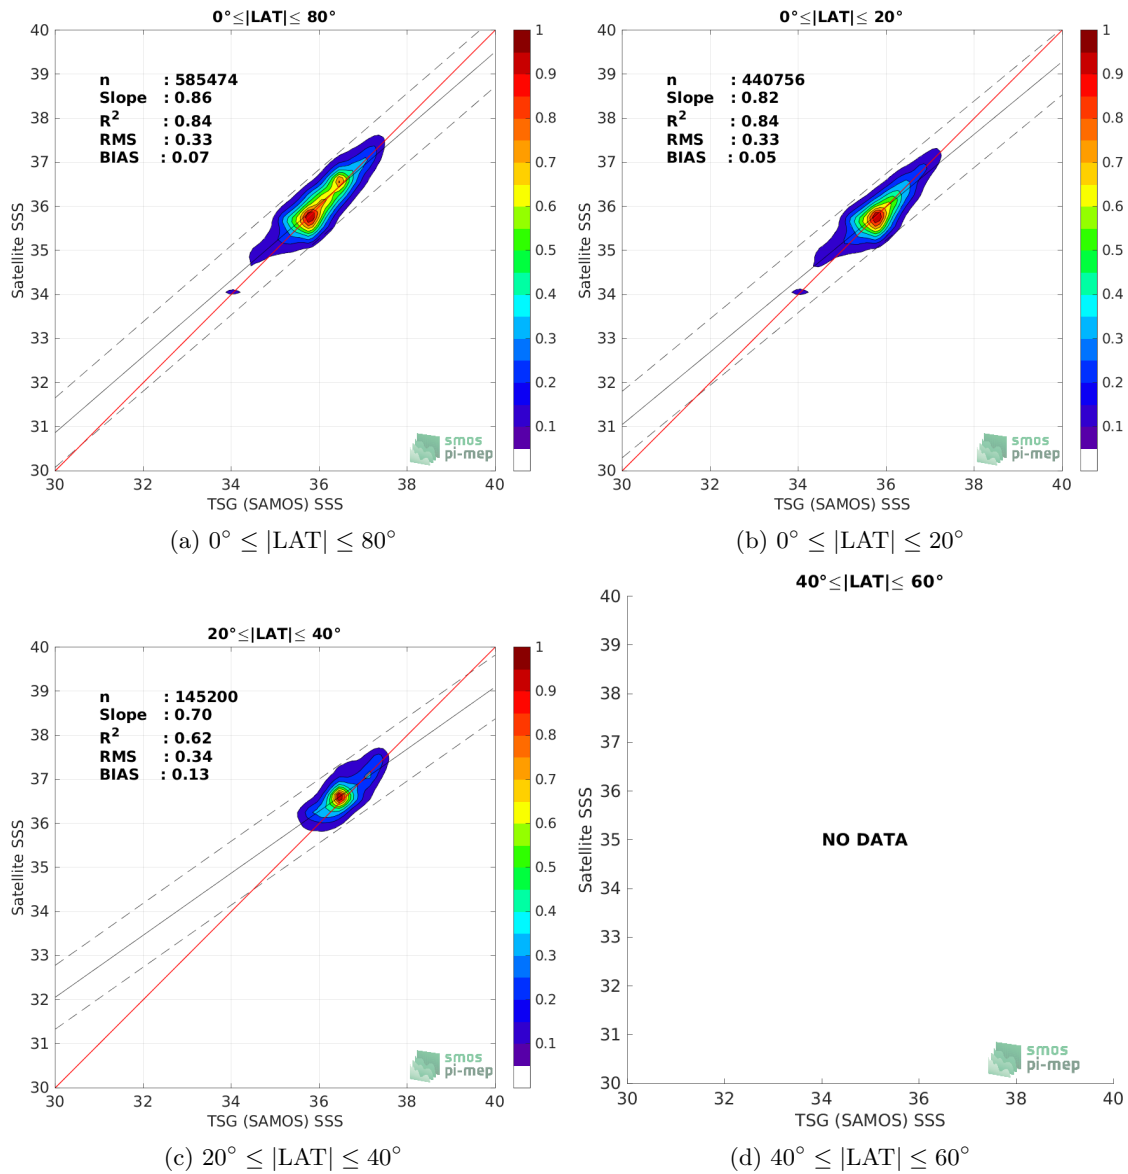 0°≤|LAT|≤ 80°
40
39
38
37
36
35
34
33
32
31
30
n : 585474
Slope : 0.86
R² : 0.84
RMS : 0.33
BIAS : 0.07
Satellite SSS
30 32 34 36 38 40
TSG (SAMOS) SSS
smos
pi-mep
1
0.9
0.8
0.7
0.6
0.5
0.4
0.3
0.2
0.1
(a) 0° ≤ |LAT| ≤ 80°
0°≤|LAT|≤ 20°
40
39
38
37
36
35
34
33
32
31
30
n : 440756
Slope : 0.82
R² : 0.84
RMS : 0.33
BIAS : 0.05
Satellite SSS
30 32 34 36 38 40
TSG (SAMOS) SSS
smos
pi-mep
1
0.9
0.8
0.7
0.6
0.5
0.4
0.3
0.2
0.1
(b) 0° ≤ |LAT| ≤ 20°
20°≤|LAT|≤ 40°
40
39
38
37
36
35
34
33
32
31
30
n : 145200
Slope : 0.70
R² : 0.62
RMS : 0.34
BIAS : 0.13
Satellite SSS
30 32 34 36 38 40
TSG (SAMOS) SSS
smos
pi-mep
1
0.9
0.8
0.7
0.6
0.5
0.4
0.3
0.2
0.1
(c) 20° ≤ |LAT| ≤ 40°
40°≤|LAT|≤ 60°
40
39
38
37
36
35
34
33
32
31
30
NO DATA
Satellite SSS
30 32 34 36 38 40
TSG (SAMOS) SSS
smos
pi-mep
(d) 40° ≤ |LAT| ≤ 60°